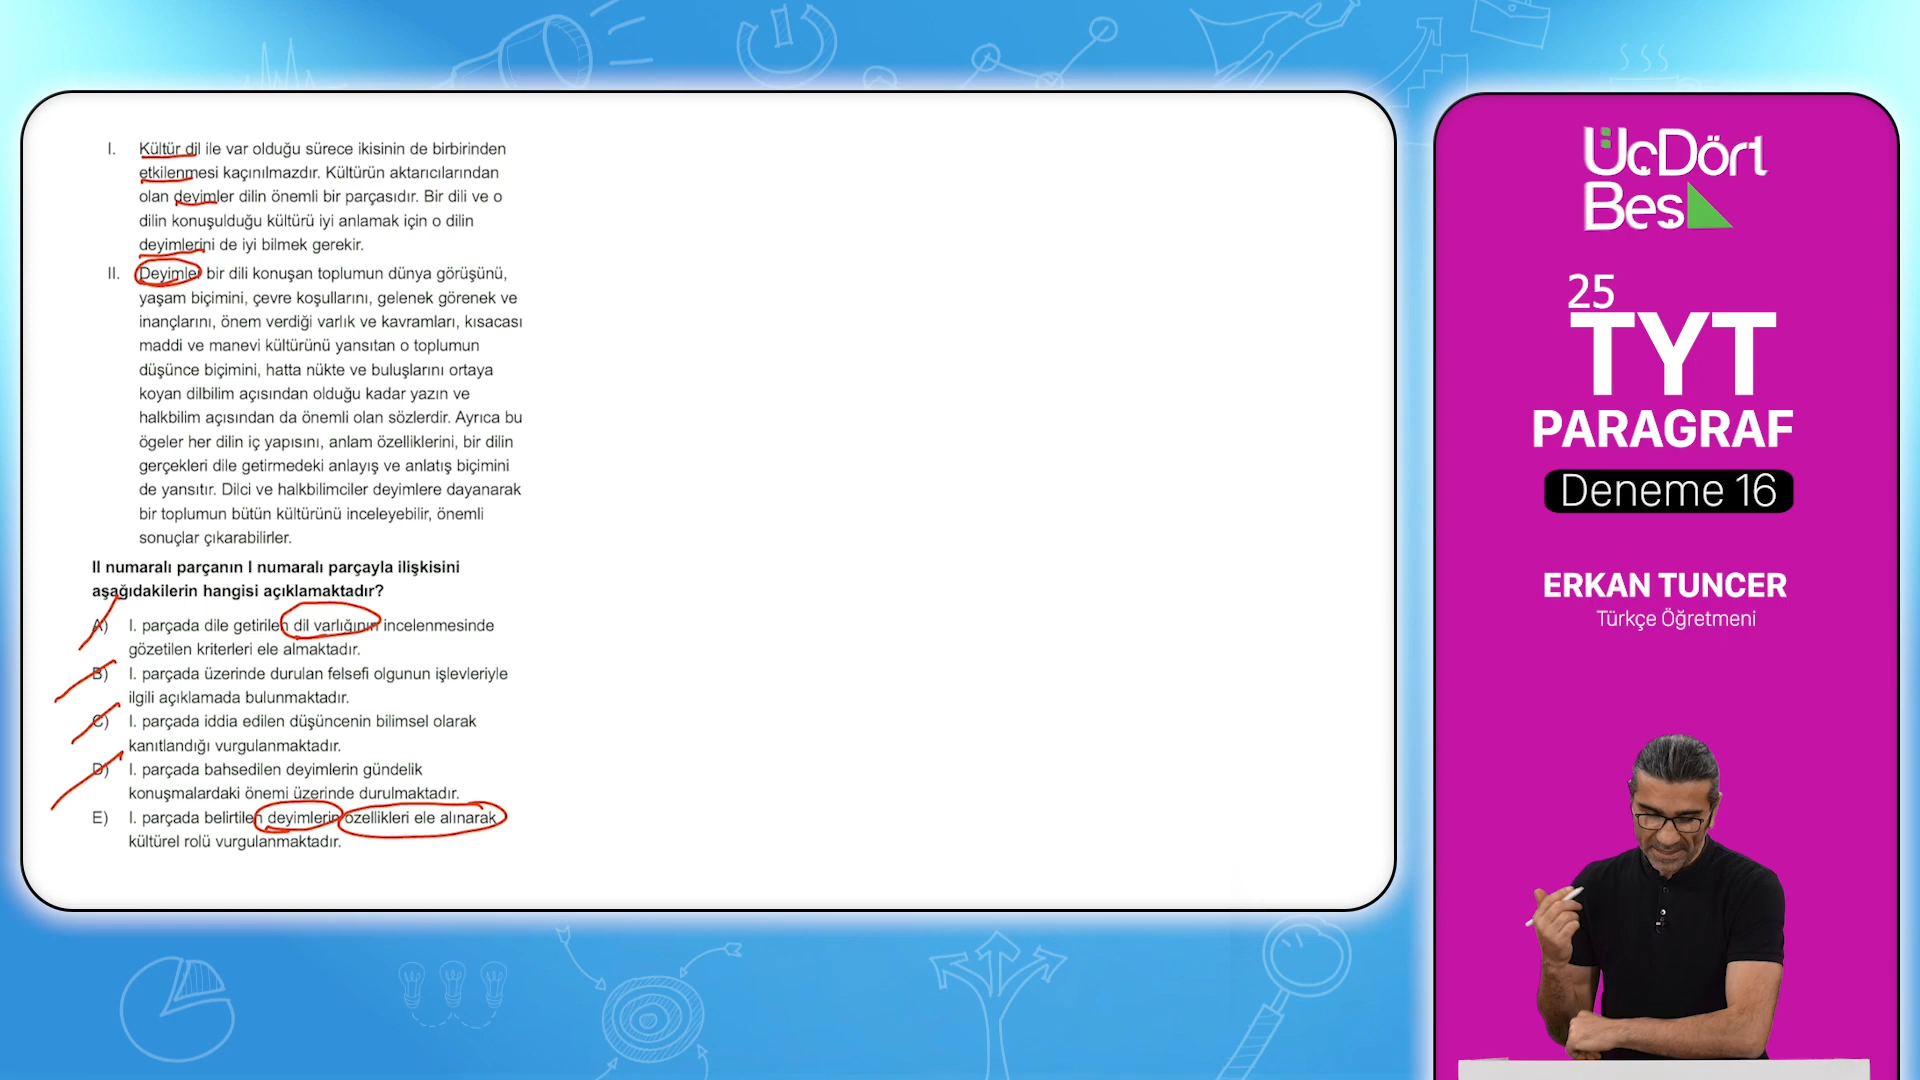 I. Kültür dil ile var olduğu sürece ikisinin de birbirinden
etkilenmesi kaçınılmazdır. Kültürün aktarıcılarından
olan deyimler dilin önemli bir parçasıdır. Bir dili ve o
dilin konuşulduğu kültürü iyi anlamak için o dilin
deyimlerini de iyi bilmek gerekir.
II. Deyimler bir dili konuşan toplumun dünya görüşünü,
yaşam biçimini, çevre koşullarını, gelenek görenek ve
inançlarını, önem verdiği varlık ve kavramları, kısacası
maddi ve manevi kültürünü yansıtan o toplumun
düşünce biçimini, hatta nükte ve buluşlarını ortaya
koyan dilbilim açısından olduğu kadar yazın ve
halkbilim açısından da önemli olan sözlerdir. Ayrıca bu
ögeler her dilin iç yapısını, anlam özelliklerini, bir dilin
gerçekleri dile getirmedeki anlayış ve anlatış biçimini
de yansıtır. Dilci ve halkbilimciler deyimlere dayanarak
bir toplumun bütün kültürünü inceleyebilir, önemli
sonuçlar çıkarabilirler.
II numaralı parçanın I numaralı parçayla ilişkisini
aşağıdakilerin hangisi açıklamaktadır?
A) I. parçada dile getirilen dil varlığının incelenmesinde
gözetilen kriterleri ele almaktadır.
B) I. parçada üzerinde durulan felsefi olgunun işlevleriyle
ilgili açıklamada bulunmaktadır.
C) I. parçada iddia edilen düşüncenin bilimsel olarak
kanıtlandığı vurgulanmaktadır.
D) I. parçada bahsedilen deyimlerin gündelik
konuşmalardaki önemi üzerinde durulmaktadır.
E) I. parçada belirtilen deyimlerin özellikleri ele alınarak
kültürel rolü vurgulanmaktadır.
ÜçDört
Beş
25
TYT
PARAGRAF
Deneme 16
ERKAN TUNCER
Türkçe Öğretmeni